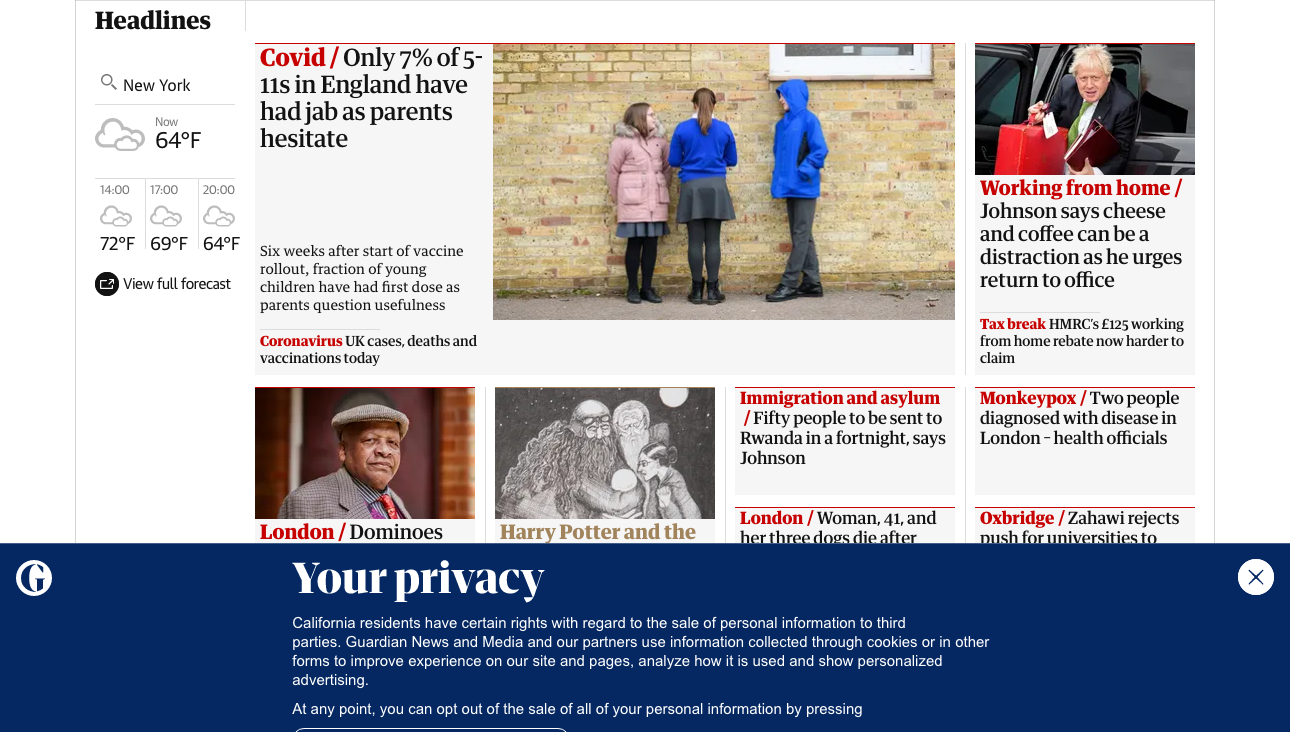 Headlines
New York
Now
64°F
14:00
17:00
20:00
72°F
69°F
64°F
View full forecast
Covid / Only 7% of 5-
11s in England have
had jab as parents
hesitate
Six weeks after start of vaccine
rollout, fraction of young
children have had first dose as
parents question usefulness
Coronavirus UK cases, deaths and
vaccinations today
Working from home /
Johnson says cheese
and coffee can be a
distraction as he urges
return to office
Tax break HMRC's £125 working
from home rebate now harder to
claim
London / Dominoes
Harry Potter and the
Immigration and asylum
/ Fifty people to be sent to
Rwanda in a fortnight, says
Johnson
Monkeypox / Two people
diagnosed with disease in
London – health officials
London / Woman, 41, and
her three dogs die after
Oxbridge / Zahawi rejects
push for universities to
Your privacy
California residents have certain rights with regard to the sale of personal information to third
parties. Guardian News and Media and our partners use information collected through cookies or in other
forms to improve experience on our site and pages, analyze how it is used and show personalized
advertising.
At any point, you can opt out of the sale of all of your personal information by pressing